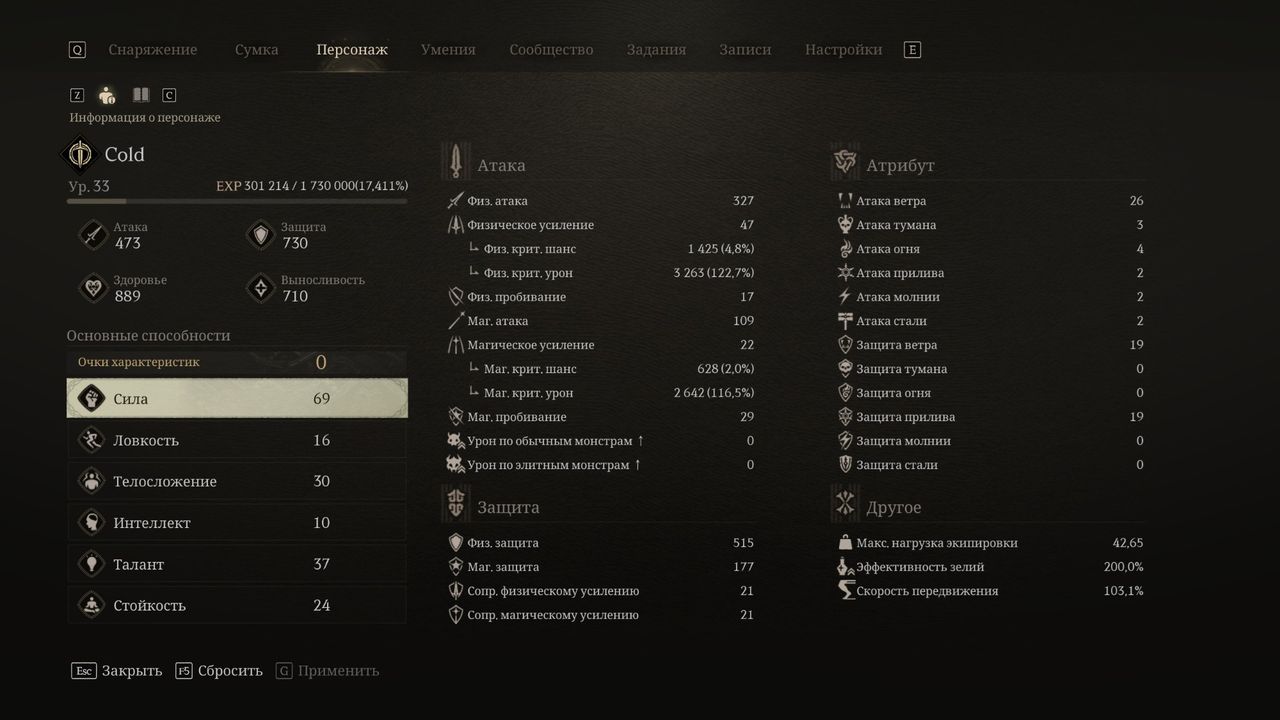 Q Снаряжение Сумка Персонаж Умения Сообщество Задания Записи Настройки E
Z C
Информация о персонаже
Cold
Ур. 33 EXP 301 214 / 1 730 000(17,411%)
Атака
473
Защита
730
Здоровье
889
Выносливость
710
Основные способности
Очки характеристик 0
Сила 69
Ловкость 16
Телосложение 30
Интеллект 10
Талант 37
Стойкость 24
Атака
Физ. атака 327
Физическое усиление 47
Физ. крит. шанс 1 425 (4,8%)
Физ. крит. урон 3 263 (122,7%)
Физ. пробивание 17
Маг. атака 109
Магическое усиление 22
Маг. крит. шанс 628 (2,0%)
Маг. крит. урон 2 642 (116,5%)
Маг. пробивание 29
Урон по обычным монстрам ↑ 0
Урон по элитным монстрам ↑ 0
Защита
Физ. защита 515
Маг. защита 177
Сопр. физическому усилению 21
Сопр. магическому усилению 21
Атрибут
Атака ветра 26
Атака тумана 3
Атака огня 4
Атака прилива 2
Атака молнии 2
Атака стали 2
Защита ветра 19
Защита тумана 0
Защита огня 0
Защита прилива 19
Защита молнии 0
Защита стали 0
Другое
Макс. нагрузка экипировки 42,65
Эффективность зелий 200,0%
Скорость передвижения 103,1%
Esc Закрыть F5 Сбросить G Применить